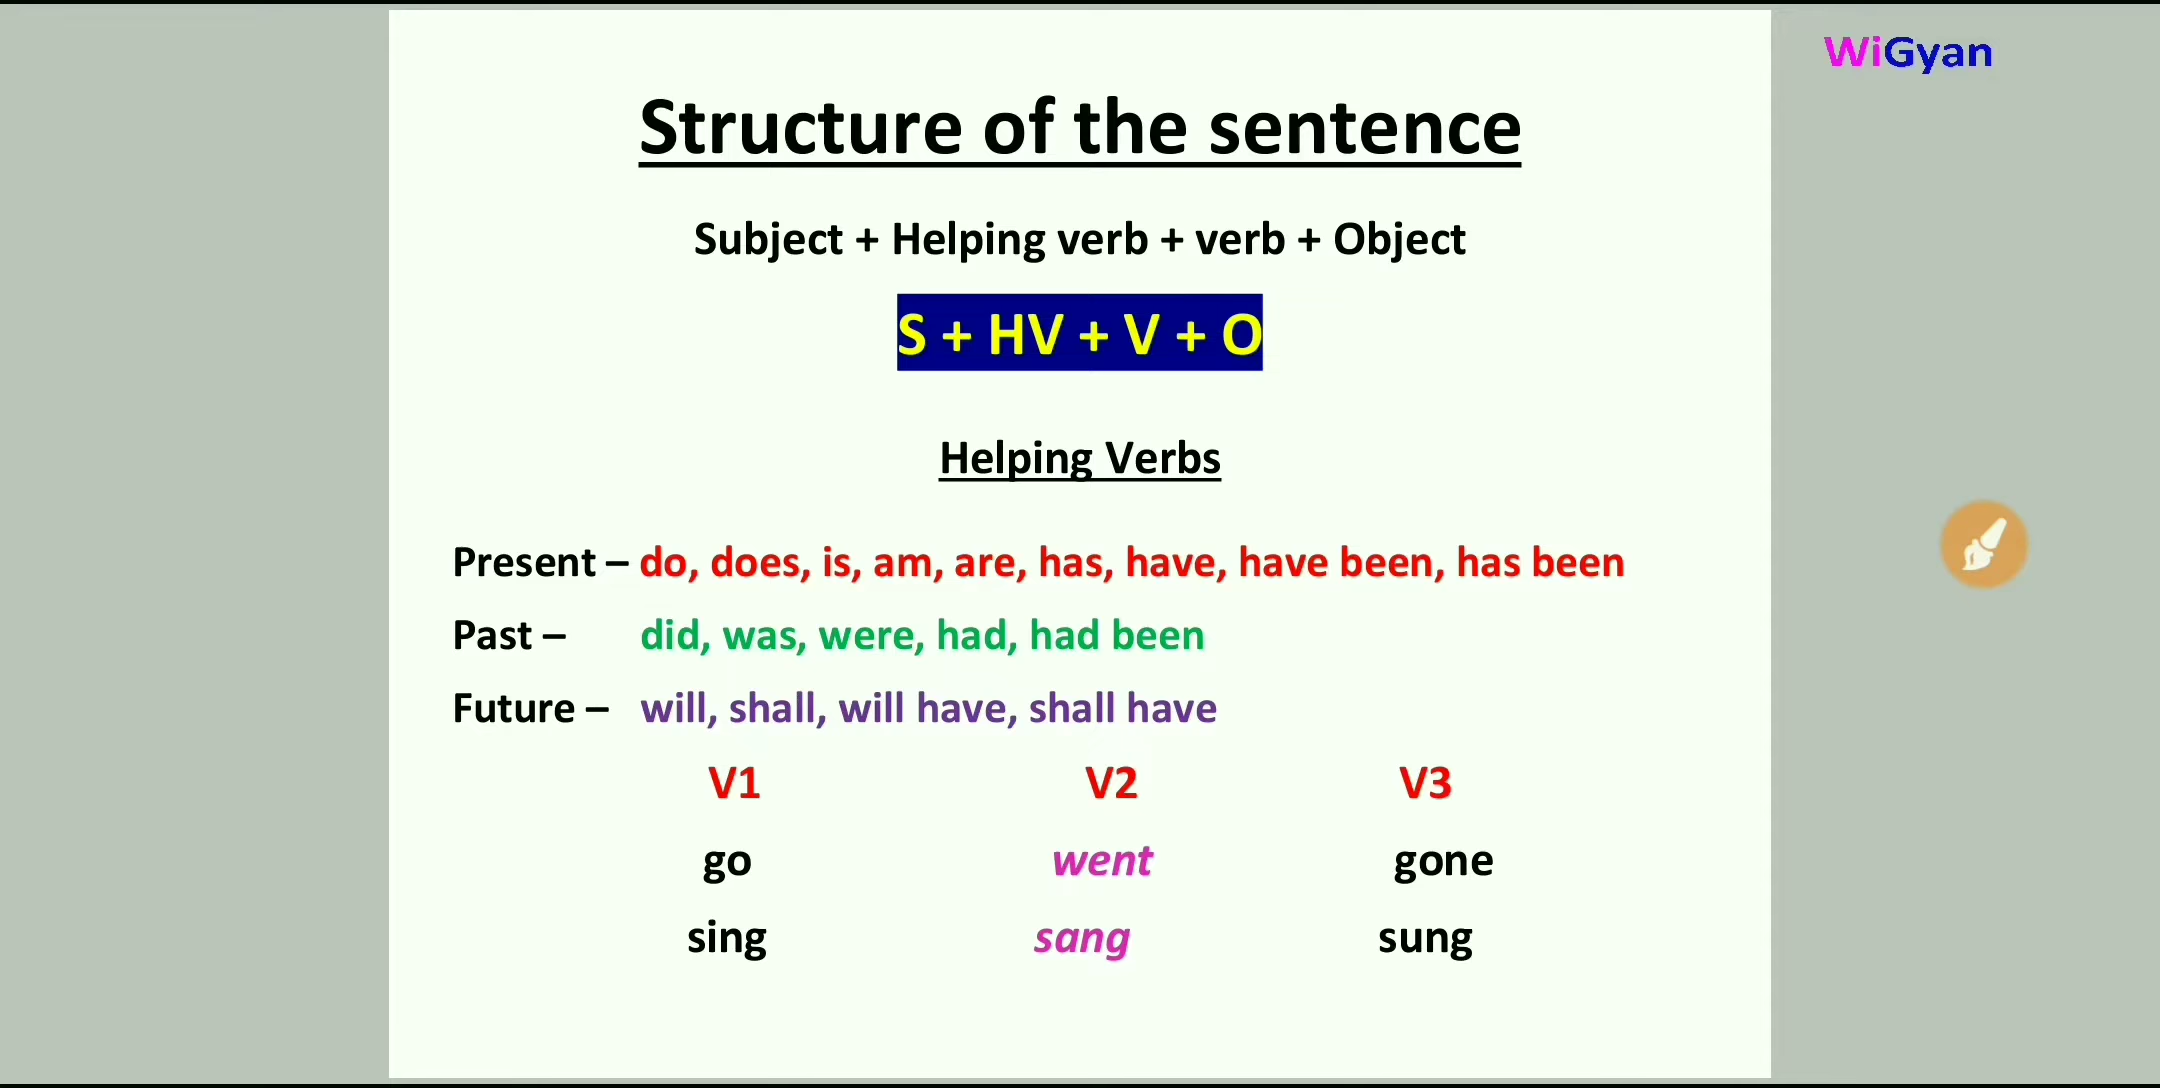 WiGyan
Structure of the sentence
Subject + Helping verb + verb + Object
S + HV + V + O
Helping Verbs
Present – do, does, is, am, are, has, have, have been, has been
Past – did, was, were, had, had been
Future – will, shall, will have, shall have
V1 V2 V3
go went gone
sing sang sung